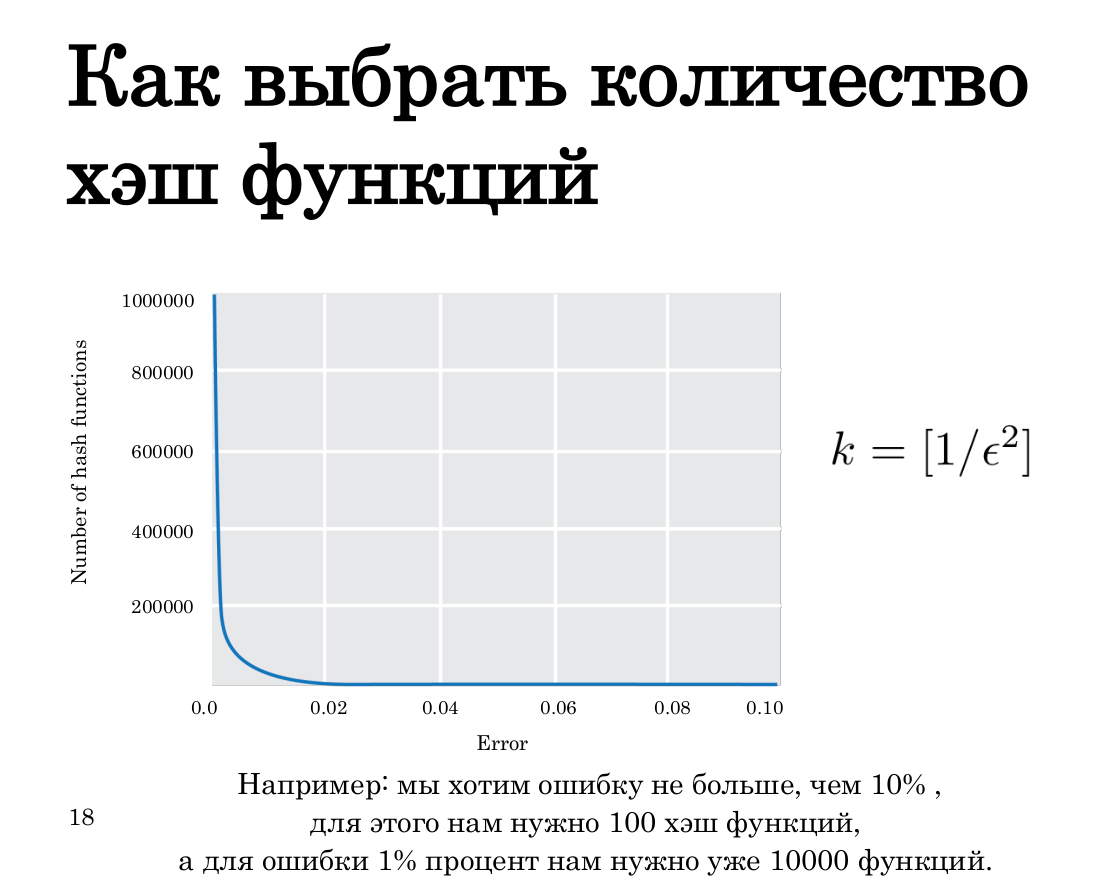 Как выбрать количество
хэш функций
1000000
800000
600000
400000
200000
Number of hash functions
k = [1/ϵ²]
0.0 0.02 0.04 0.06 0.08 0.10
Error
Например: мы хотим ошибку не больше, чем 10% ,
для этого нам нужно 100 хэш функций,
а для ошибки 1% процент нам нужно уже 10000 функций.
18